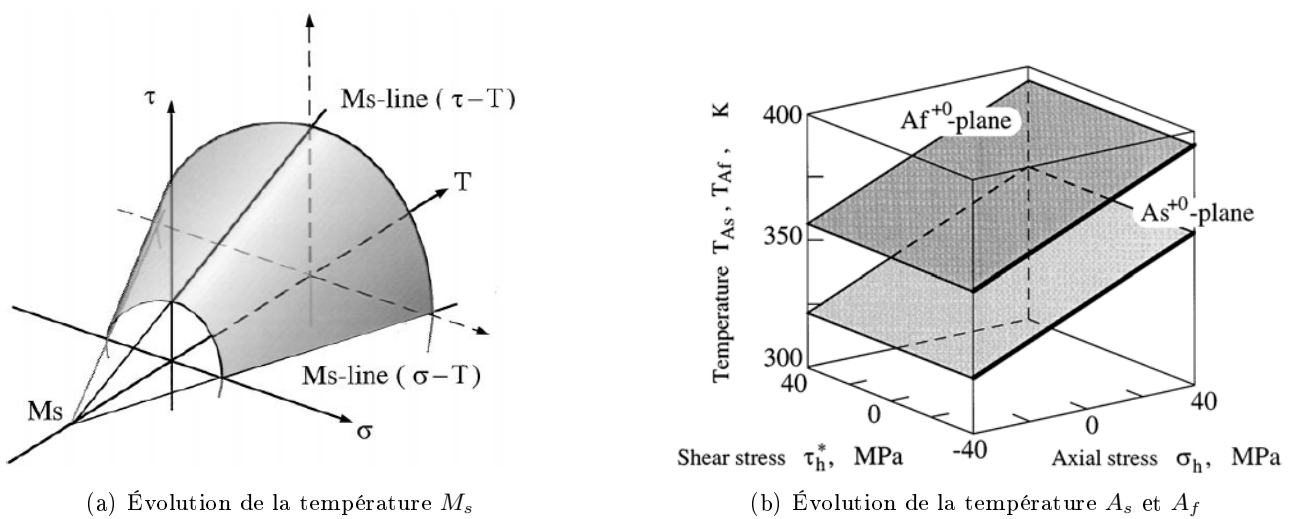 τ
Ms-line ( τ−T)
T
Ms-line ( σ−T)
Ms
σ
(a) Évolution de la température Ms
Temperature TAs , TAf , K
400
350
300
Af+0-plane
As+0-plane
40
0
-40
0
40
Shear stress τh*, MPa
Axial stress σh, MPa
(b) Évolution de la température As et Af